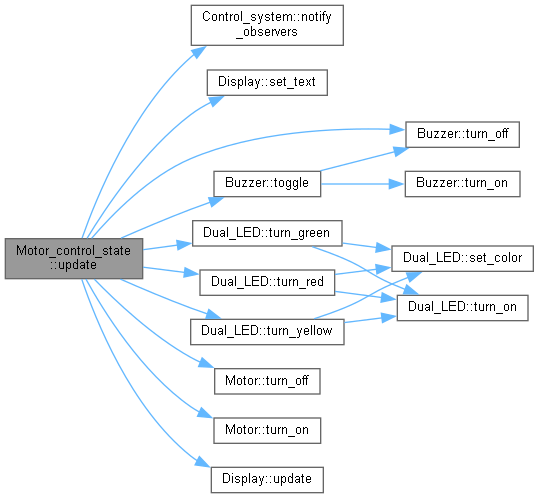 Control_system::notify
_observers
Display::set_text
Buzzer::turn_off
Buzzer::toggle
Buzzer::turn_on
Motor_control_state
::update
Dual_LED::turn_green
Dual_LED::set_color
Dual_LED::turn_red
Dual_LED::turn_on
Dual_LED::turn_yellow
Motor::turn_off
Motor::turn_on
Display::update